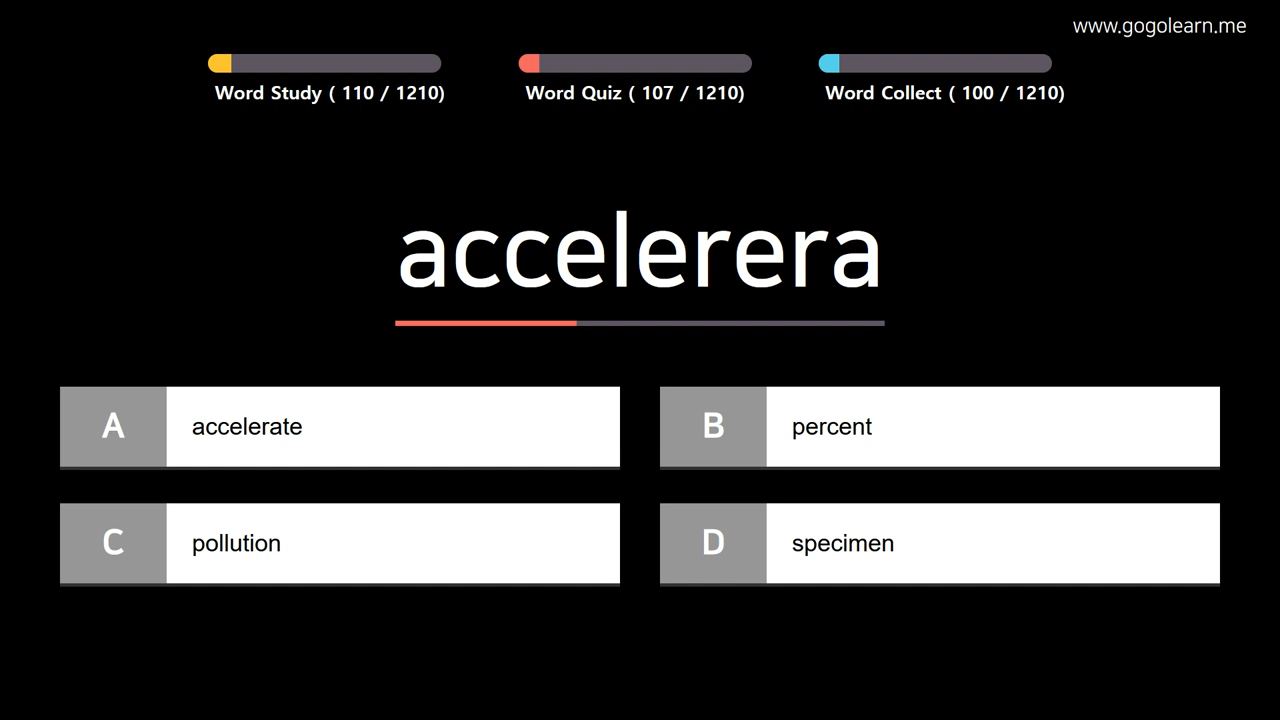 www.gogolearn.me
Word Study ( 110 / 1210)
Word Quiz ( 107 / 1210)
Word Collect ( 100 / 1210)
accelerera
A accelerate
B percent
C pollution
D specimen